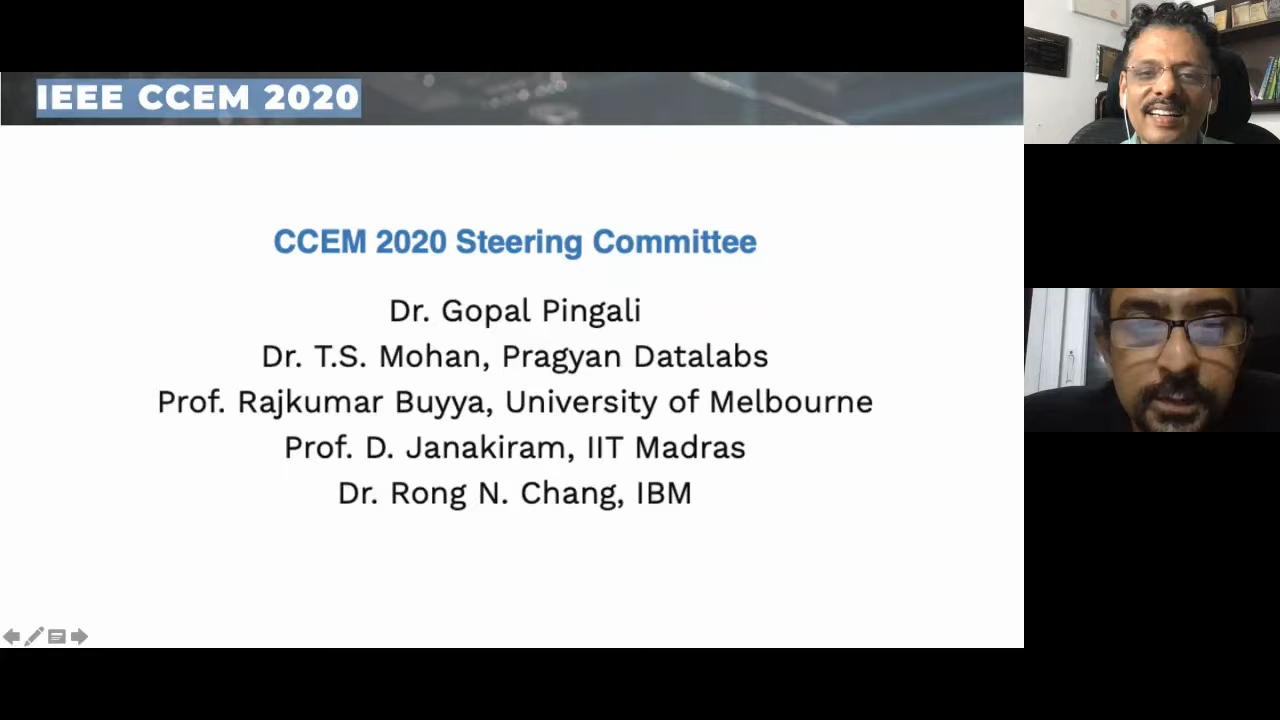 IEEE CCEM 2020
CCEM 2020 Steering Committee
Dr. Gopal Pingali
Dr. T.S. Mohan, Pragyan Datalabs
Prof. Rajkumar Buyya, University of Melbourne
Prof. D. Janakiram, IIT Madras
Dr. Rong N. Chang, IBM